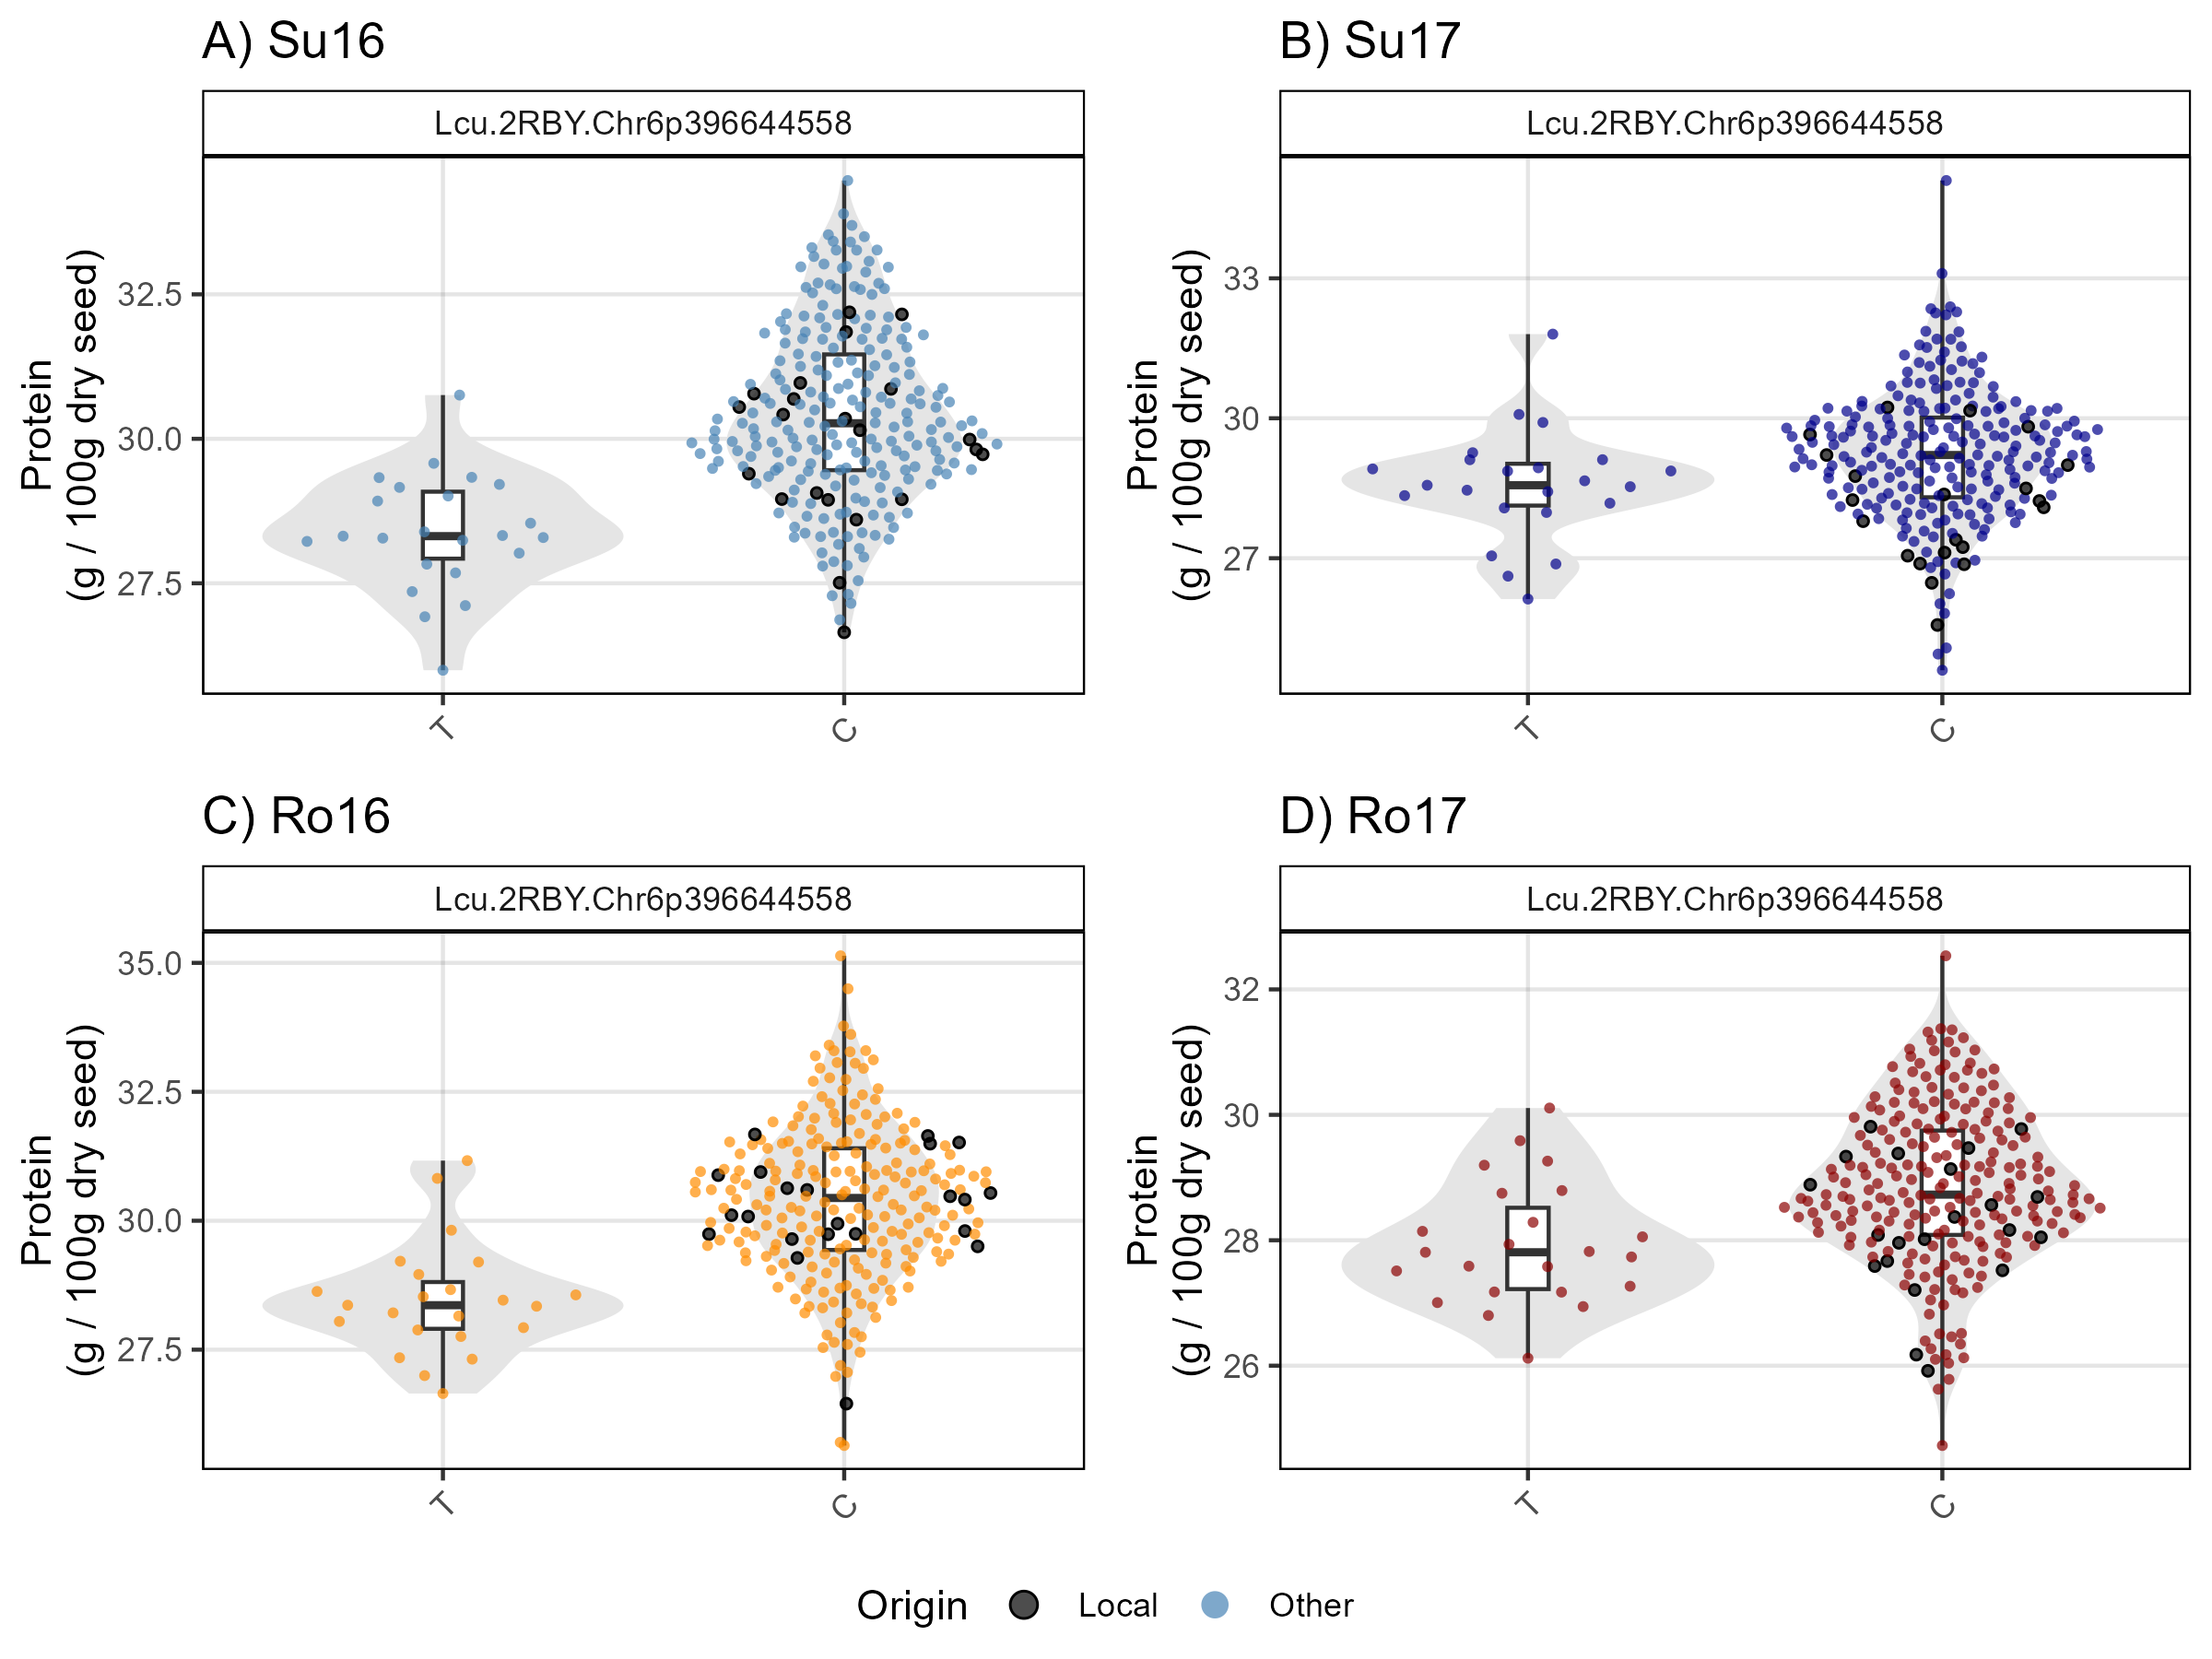 A) Su16
Lcu.2RBY.Chr6p396644558
Protein
(g / 100g dry seed)
32.5
30.0
27.5
T
C
B) Su17
Lcu.2RBY.Chr6p396644558
Protein
(g / 100g dry seed)
33
30
27
T
C
C) Ro16
Lcu.2RBY.Chr6p396644558
Protein
(g / 100g dry seed)
35.0
32.5
30.0
27.5
T
C
D) Ro17
Lcu.2RBY.Chr6p396644558
Protein
(g / 100g dry seed)
32
30
28
26
T
C
Origin Local Other